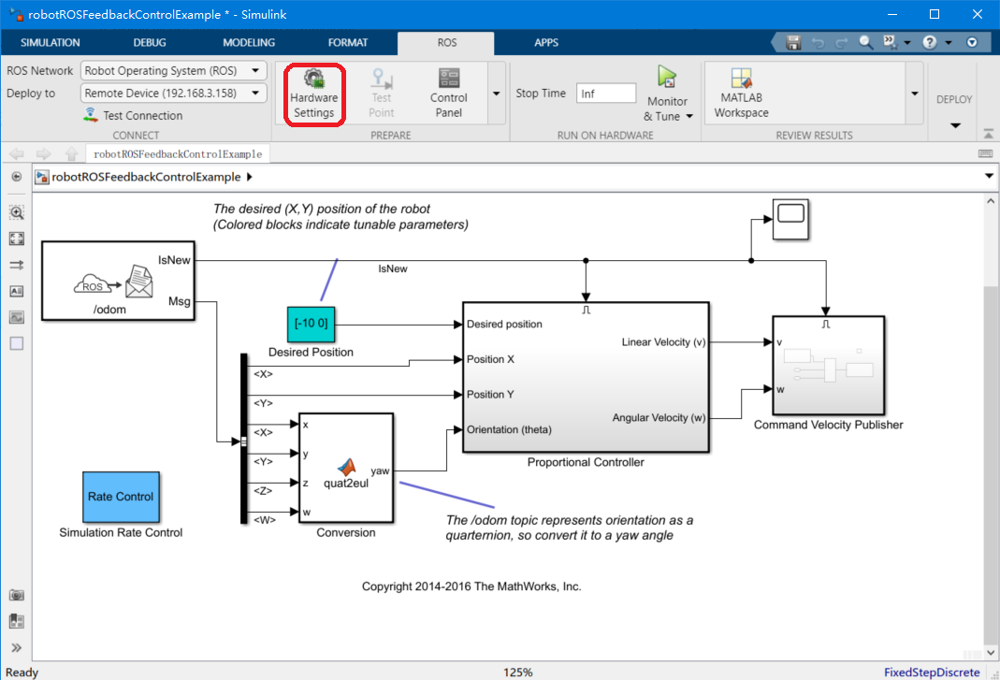 robotROSFeedbackControlExample * - Simulink
SIMULATION DEBUG MODELING FORMAT ROS APPS
ROS Network Robot Operating System (ROS)
Deploy to Remote Device (192.168.3.158)
Test Connection
CONNECT
Hardware
Settings
Test
Point
Control
Panel
PREPARE
Stop Time Inf
Monitor
& Tune
RUN ON HARDWARE
MATLAB
Workspace
REVIEW RESULTS
DEPLOY
robotROSFeedbackControlExample
robotROSFeedbackControlExample
The desired (X,Y) position of the robot
(Colored blocks indicate tunable parameters)
IsNew
IsNew
ROS
Msg
/odom
[-10 0]
Desired Position
Desired position
Linear Velocity (v)
Position X
Position Y
Angular Velocity (w)
Orientation (theta)
Proportional Controller
v
w
Command Velocity Publisher
<X>
<Y>
<X>
<Y>
<Z>
<W>
x
y
z
w
yaw
quat2eul
Conversion
Rate Control
Simulation Rate Control
The /odom topic represents orientation as a
quarternion, so convert it to a yaw angle
Copyright 2014-2016 The MathWorks, Inc.
Ready 125% FixedStepDiscrete